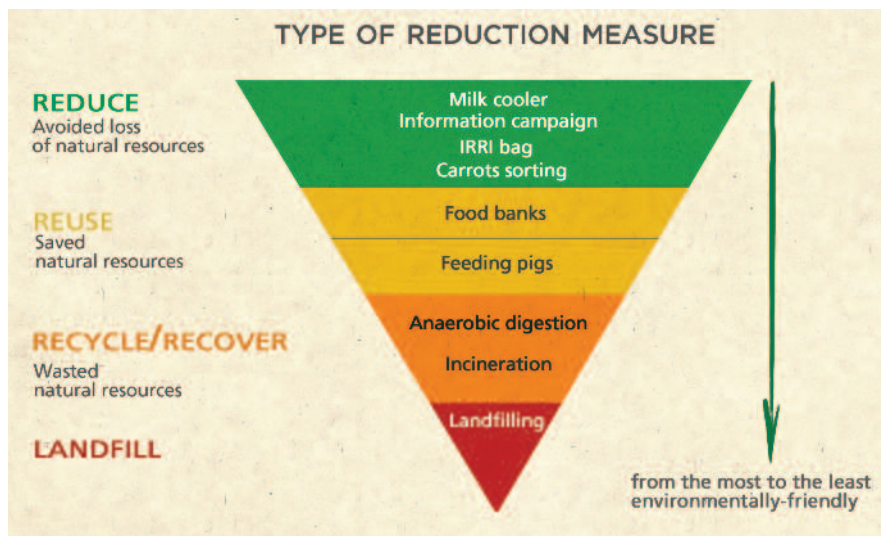 TYPE OF REDUCTION MEASURE
REDUCE
Avoided loss
of natural resources
Milk cooler
Information campaign
IRRI bag
Carrots sorting
REUSE
Saved
natural resources
Food banks
Feeding pigs
RECYCLE/RECOVER
Wasted
natural resources
Anaerobic digestion
Incineration
LANDFILL
Landfilling
from the most to the least
environmentally-friendly